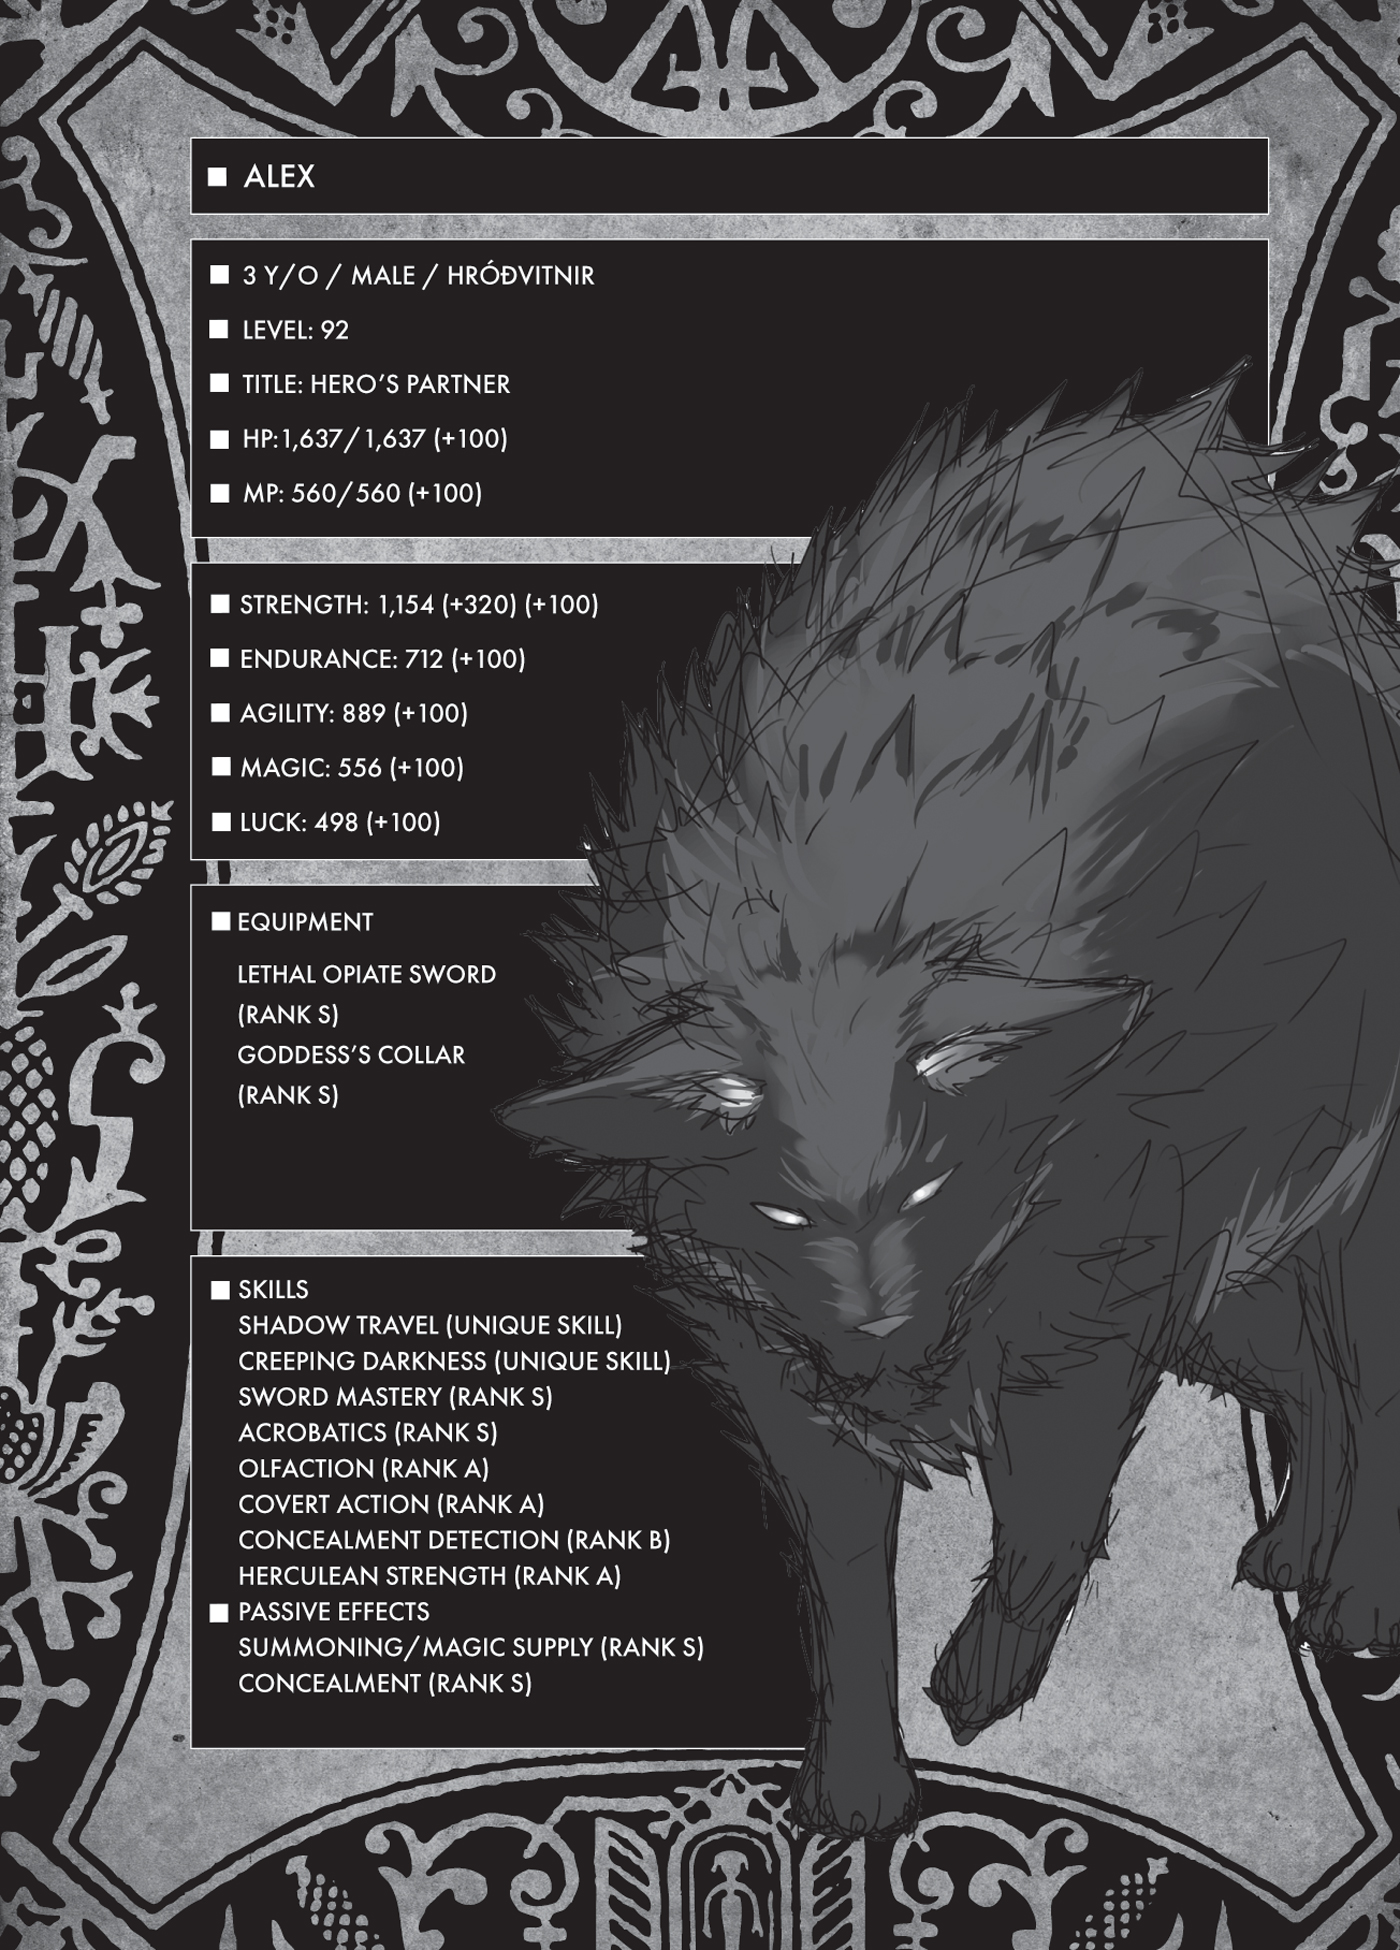 ALEX
3 Y/O / MALE / HRÓÐVITNIR
LEVEL: 92
TITLE: HERO’S PARTNER
HP:1,637/1,637 (+100)
MP: 560/560 (+100)
STRENGTH: 1,154 (+320) (+100)
ENDURANCE: 712 (+100)
AGILITY: 889 (+100)
MAGIC: 556 (+100)
LUCK: 498 (+100)
EQUIPMENT
LETHAL OPIATE SWORD
(RANK S)
GODDESS’S COLLAR
(RANK S)
SKILLS
SHADOW TRAVEL (UNIQUE SKILL)
CREEPING DARKNESS (UNIQUE SKILL)
SWORD MASTERY (RANK S)
ACROBATICS (RANK S)
OLFACTION (RANK A)
COVERT ACTION (RANK A)
CONCEALMENT DETECTION (RANK B)
HERCULEAN STRENGTH (RANK A)
PASSIVE EFFECTS
SUMMONING/MAGIC SUPPLY (RANK S)
CONCEALMENT (RANK S)